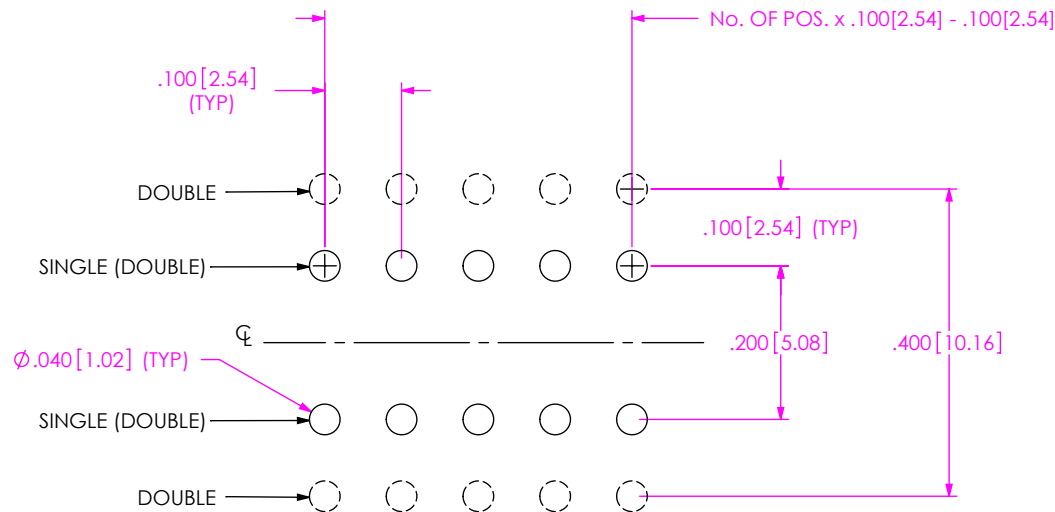 No. OF POS. x .100[2.54] - .100[2.54]
.100[2.54]
(TYP)
DOUBLE
.100[2.54] (TYP)
SINGLE (DOUBLE)
℄
.200[5.08]
.400[10.16]
Ø.040[1.02] (TYP)
SINGLE (DOUBLE)
DOUBLE